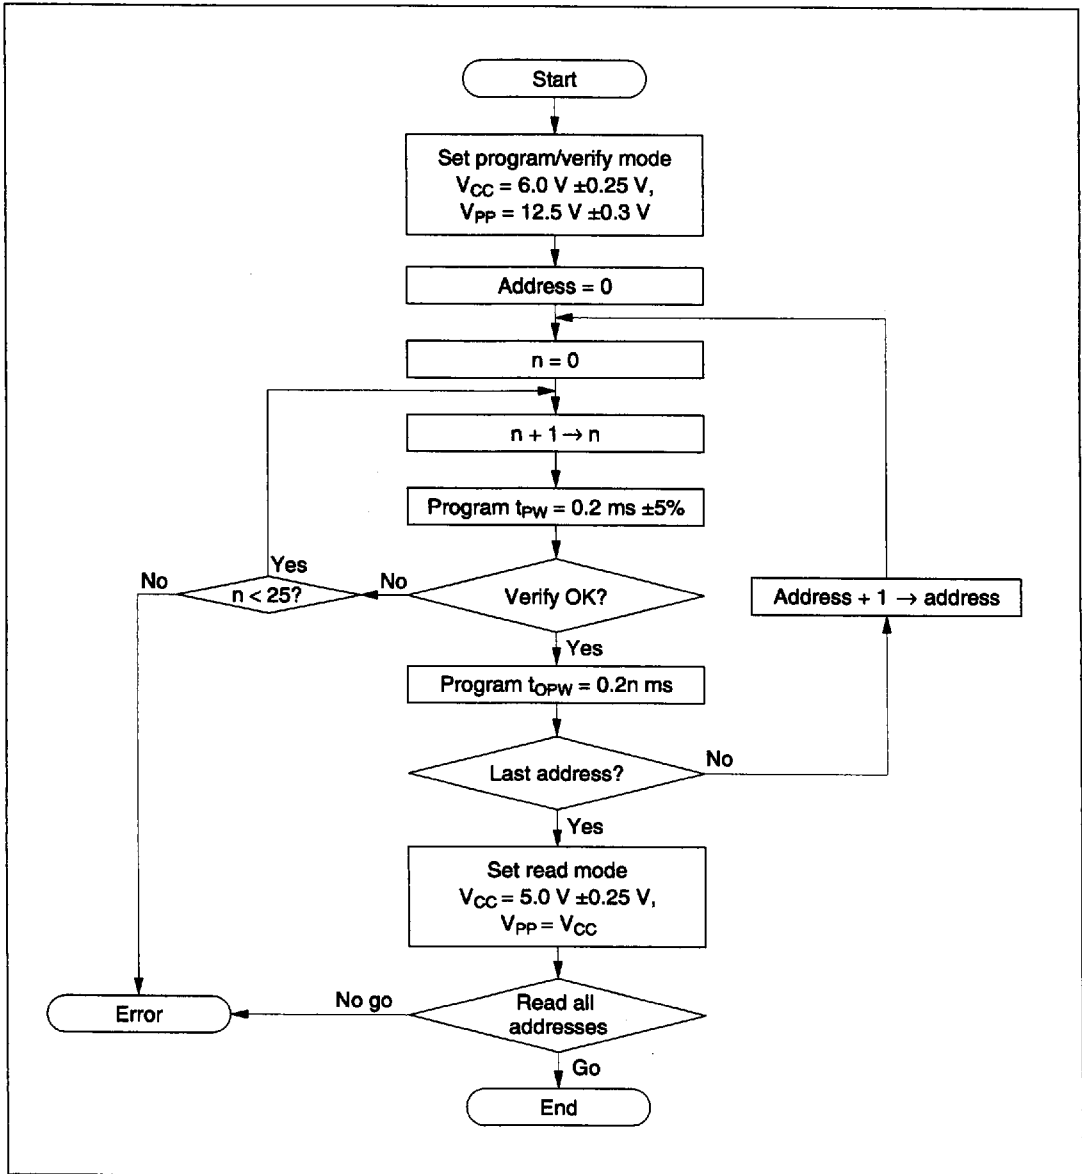 Start
Set program/verify mode
VCC = 6.0 V ±0.25 V,
VPP = 12.5 V ±0.3 V
Address = 0
n = 0
n + 1 → n
Program tPW = 0.2 ms ±5%
Verify OK?
No
n < 25?
Yes
No
Yes
Address + 1 → address
Program tOPW = 0.2n ms
Last address?
No
Yes
Set read mode
VCC = 5.0 V ±0.25 V,
VPP = VCC
Read all
addresses
No go
Error
Go
End